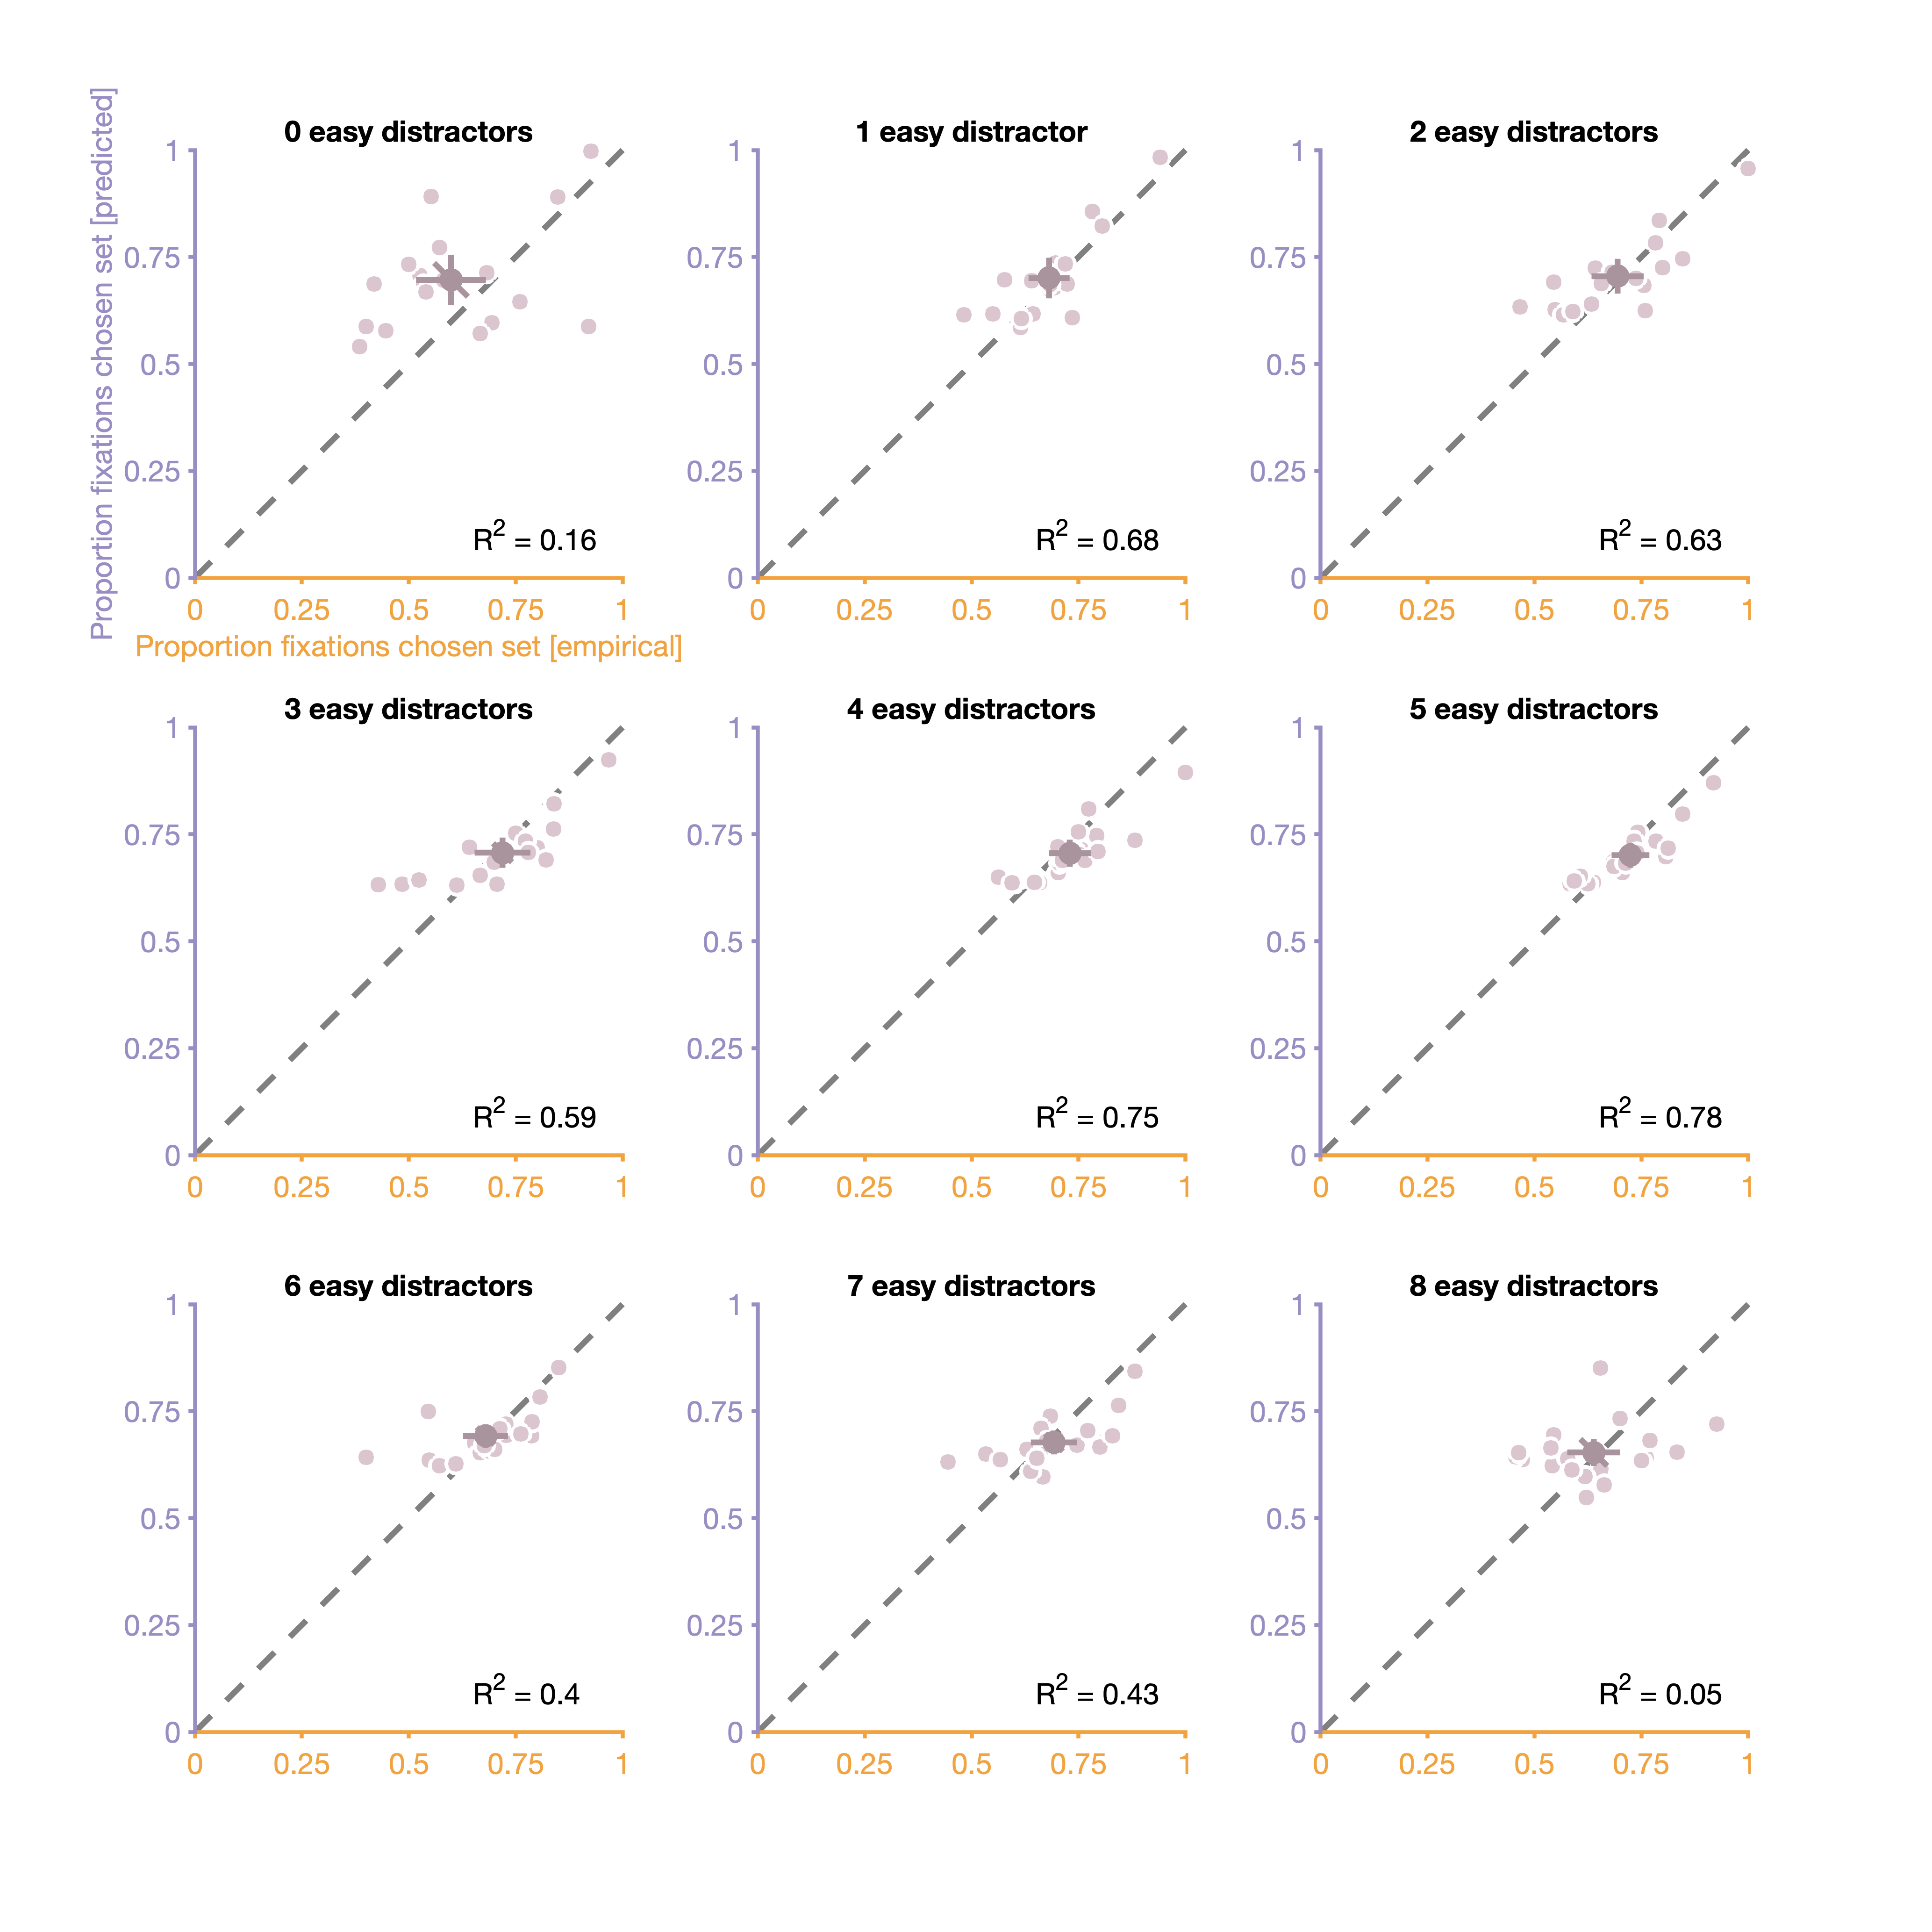 0 easy distractors
1 easy distractor
2 easy distractors
Proportion fixations chosen set [predicted]
1
0.75
0.5
0.25
0
R² = 0.16
0 0.25 0.5 0.75 1
Proportion fixations chosen set [empirical]
1
0.75
0.5
0.25
0
R² = 0.68
0 0.25 0.5 0.75 1
1
0.75
0.5
0.25
0
R² = 0.63
0 0.25 0.5 0.75 1
3 easy distractors
4 easy distractors
5 easy distractors
1
0.75
0.5
0.25
0
R² = 0.59
0 0.25 0.5 0.75 1
1
0.75
0.5
0.25
0
R² = 0.75
0 0.25 0.5 0.75 1
1
0.75
0.5
0.25
0
R² = 0.78
0 0.25 0.5 0.75 1
6 easy distractors
7 easy distractors
8 easy distractors
1
0.75
0.5
0.25
0
R² = 0.4
0 0.25 0.5 0.75 1
1
0.75
0.5
0.25
0
R² = 0.43
0 0.25 0.5 0.75 1
1
0.75
0.5
0.25
0
R² = 0.05
0 0.25 0.5 0.75 1